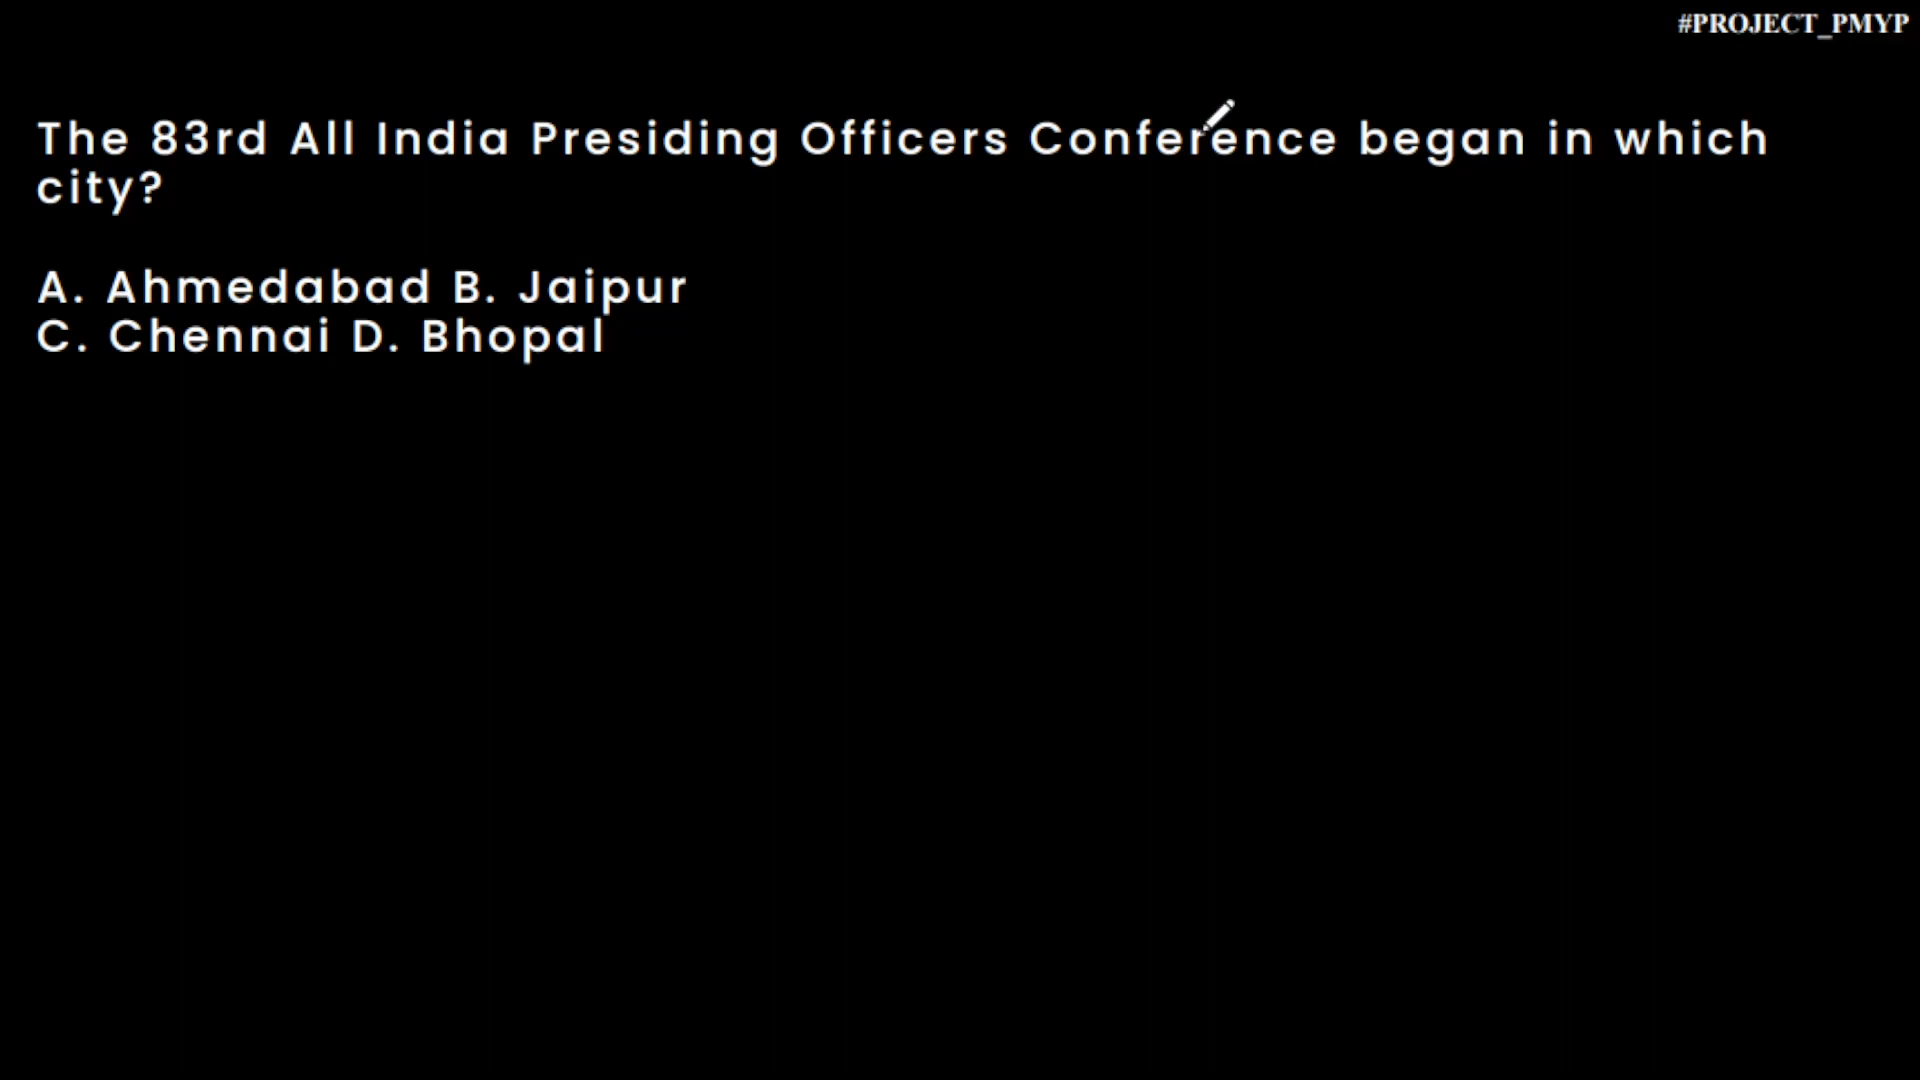 #PROJECT_PMYP
The 83rd All India Presiding Officers Conference began in which
city?
A. Ahmedabad B. Jaipur
C. Chennai D. Bhopal